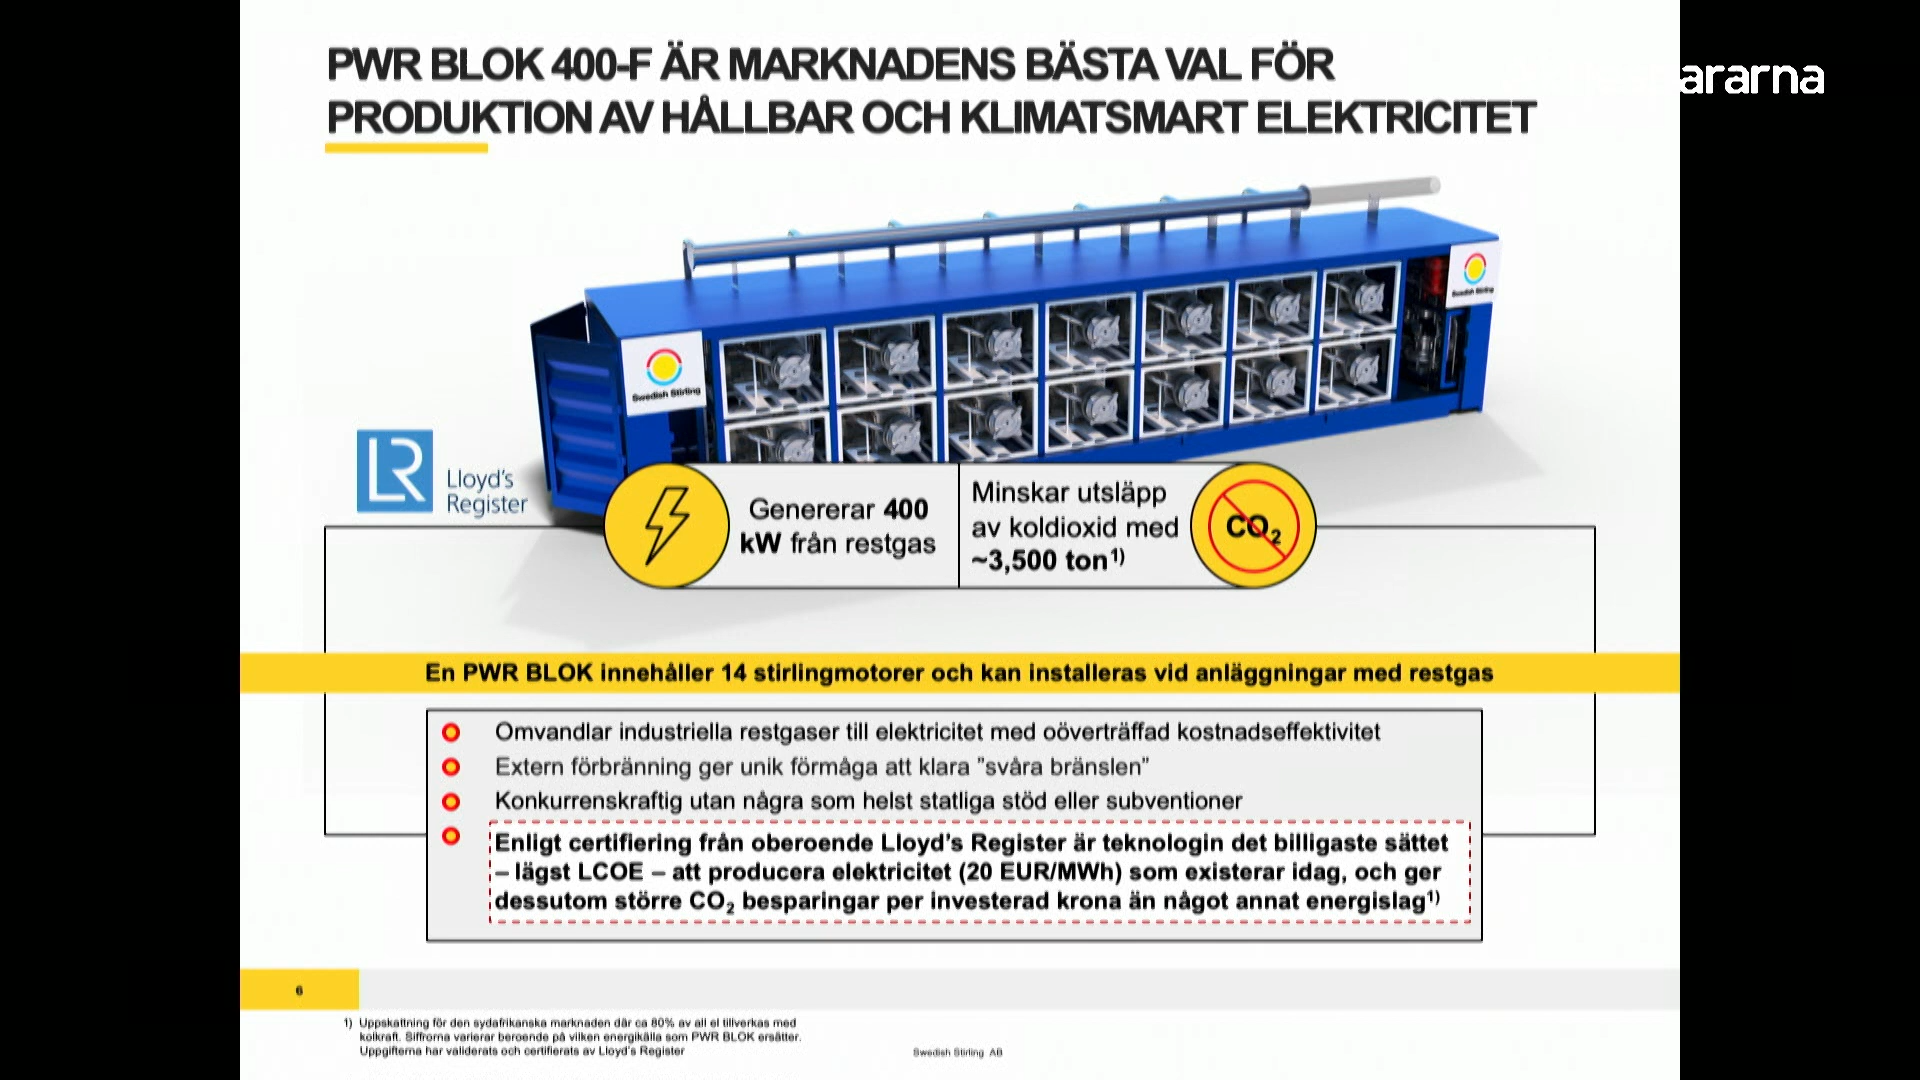 PWR BLOK 400-F ÄR MARKNADENS BÄSTA VAL FÖR
PRODUKTION AV HÅLLBAR OCH KLIMATSMART ELEKTRICITET
ararna
Swedish Stirling
Swedish Stirling
LR
Lloyd's
Register
Genererar 400
kW från restgas
Minskar utsläpp
av koldioxid med
~3,500 ton1)
CO2
En PWR BLOK innehåller 14 stirlingmotorer och kan installeras vid anläggningar med restgas
Omvandlar industriella restgaser till elektricitet med oöverträffad kostnadseffektivitet
Extern förbränning ger unik förmåga att klara ”svåra bränslen”
Konkurrenskraftig utan några som helst statliga stöd eller subventioner
Enligt certifiering från oberoende Lloyd’s Register är teknologin det billigaste sättet
– lägst LCOE – att producera elektricitet (20 EUR/MWh) som existerar idag, och ger
dessutom större CO2 besparingar per investerad krona än något annat energislag1)
6
1) Uppskattning för den sydafrikanska marknaden där ca 80% av all el tillverkas med
kolkraft. Siffrorna varierar beroende på vilken energikälla som PWR BLOK ersätter.
Uppgifterna har validerats och certifierats av Lloyd’s Register
Swedish Stirling AB